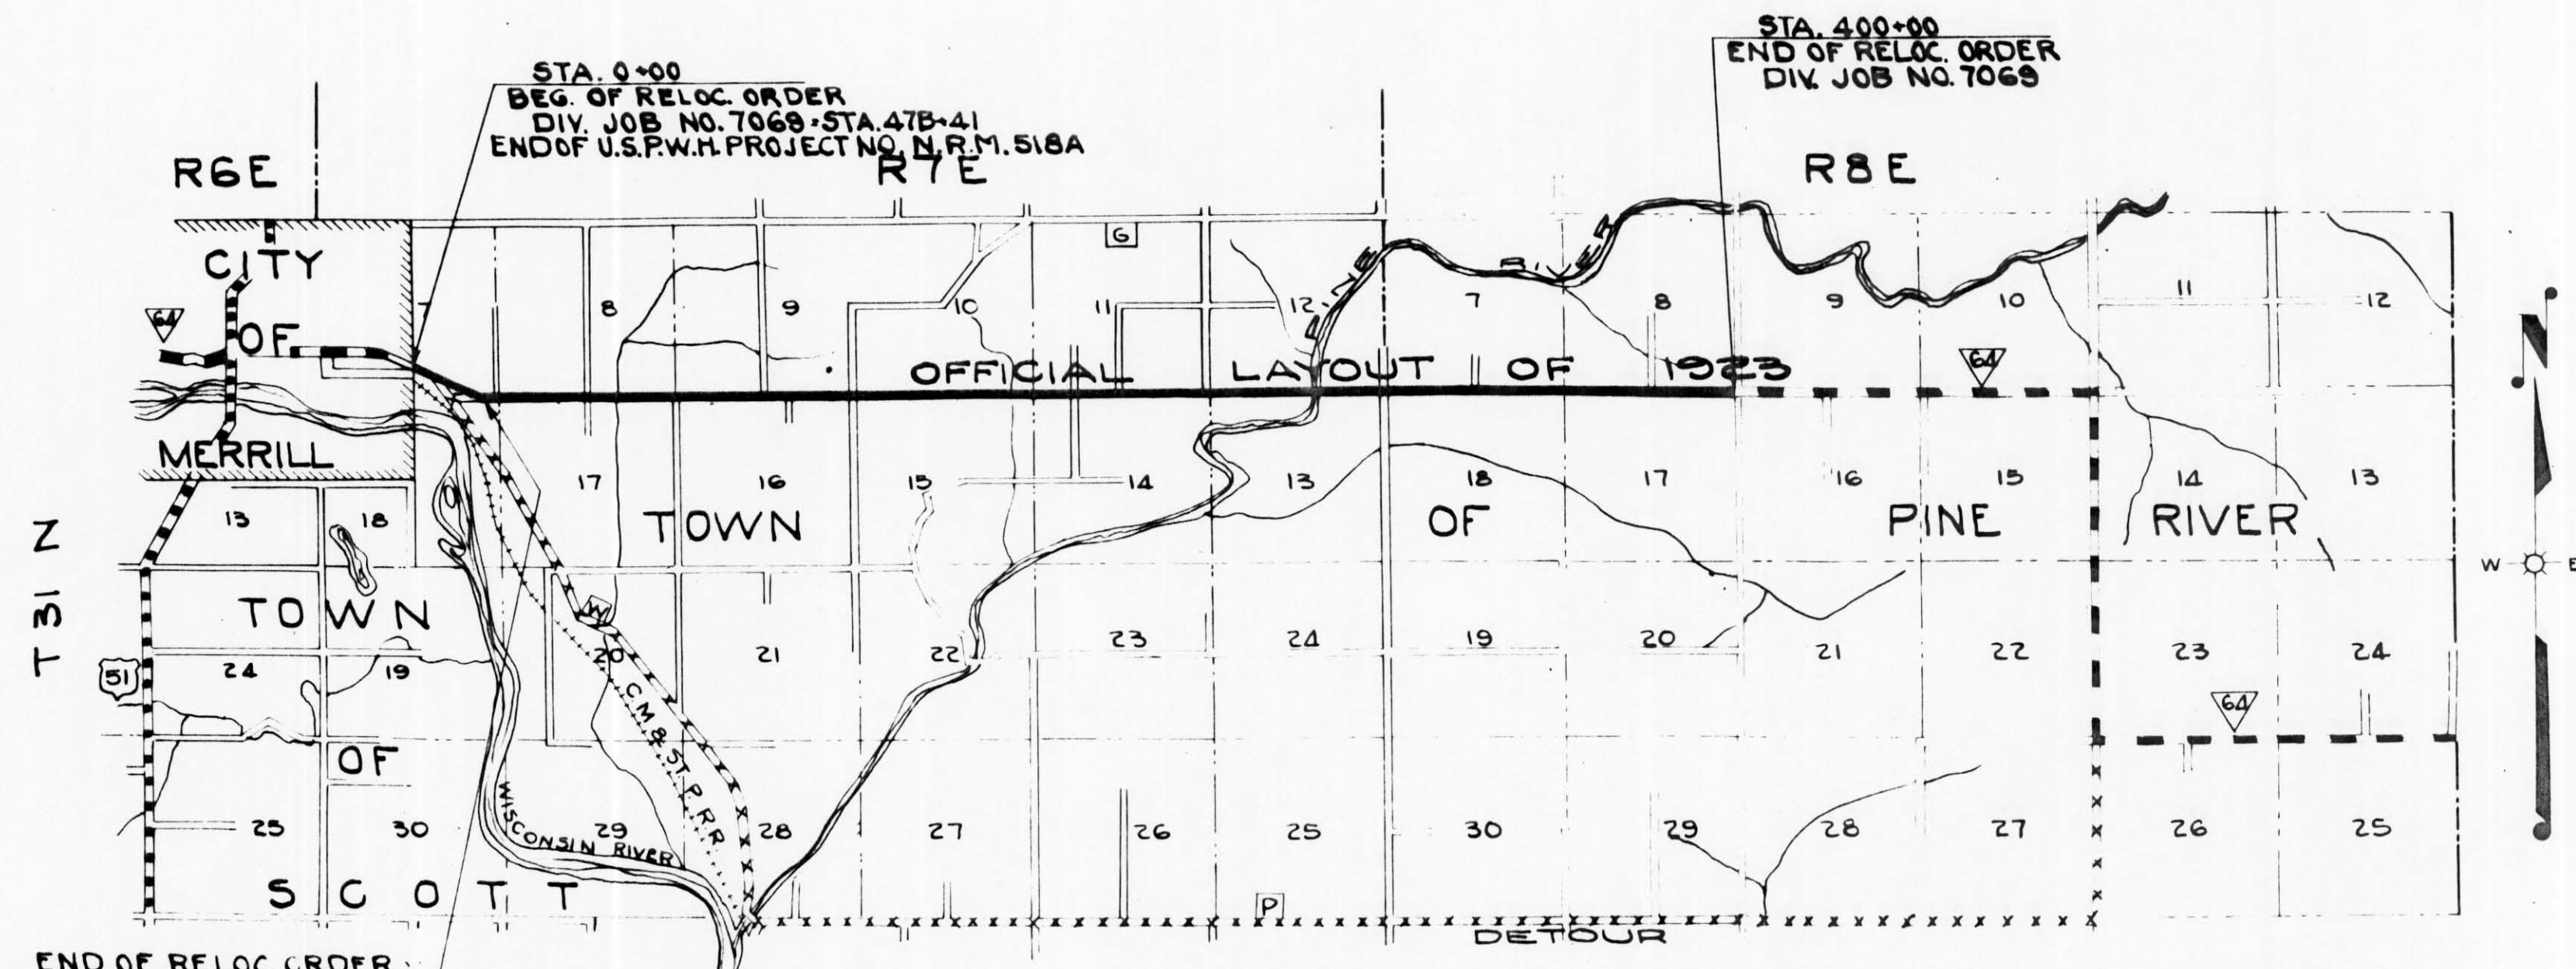 STA. 400+00
END OF RELOC. ORDER
DIV. JOB NO. 7069
STA. 0+00
BEG. OF RELOC. ORDER
DIV. JOB NO. 7069=STA. 478+41
END OF U.S.P.W.H. PROJECT NO. N.R.M. 518A
R6E
R7E
R8E
CITY
OF
MERRILL
64
G
PINE RIVER
7 8 9 10 11 12 7 8 9 10 11 12
OFFICIAL LAYOUT OF 1923
64
17 16 15 14 13 18 17 16 15 14 13
13 18
TOWN OF PINE RIVER
T 31 N
W E
N
TOWN
W
51
24 19 20 21 22 23 24 19 20 21 22 23 24
64
C.M.& ST.P. R.R.
OF
WISCONSIN RIVER
25 30 29 28 27 26 25 30 29 28 27 26 25
SCOTT
P
DETOUR
END OF RELOC. ORDER